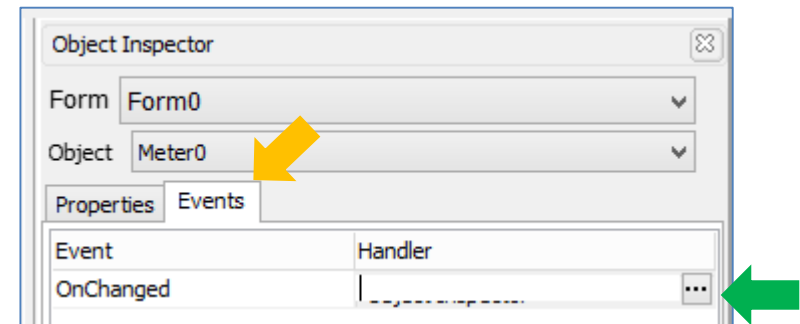 Object Inspector
Form Form0
Object Meter0
Properties Events
Event Handler
OnChanged ...